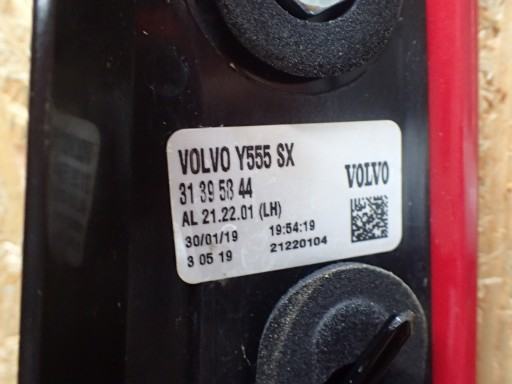 VOLVO Y555 SX
31 39 58 44
VOLVO
AL 21.22.01 (LH)
30/01/19 19:54:19
3 05 19 21220104